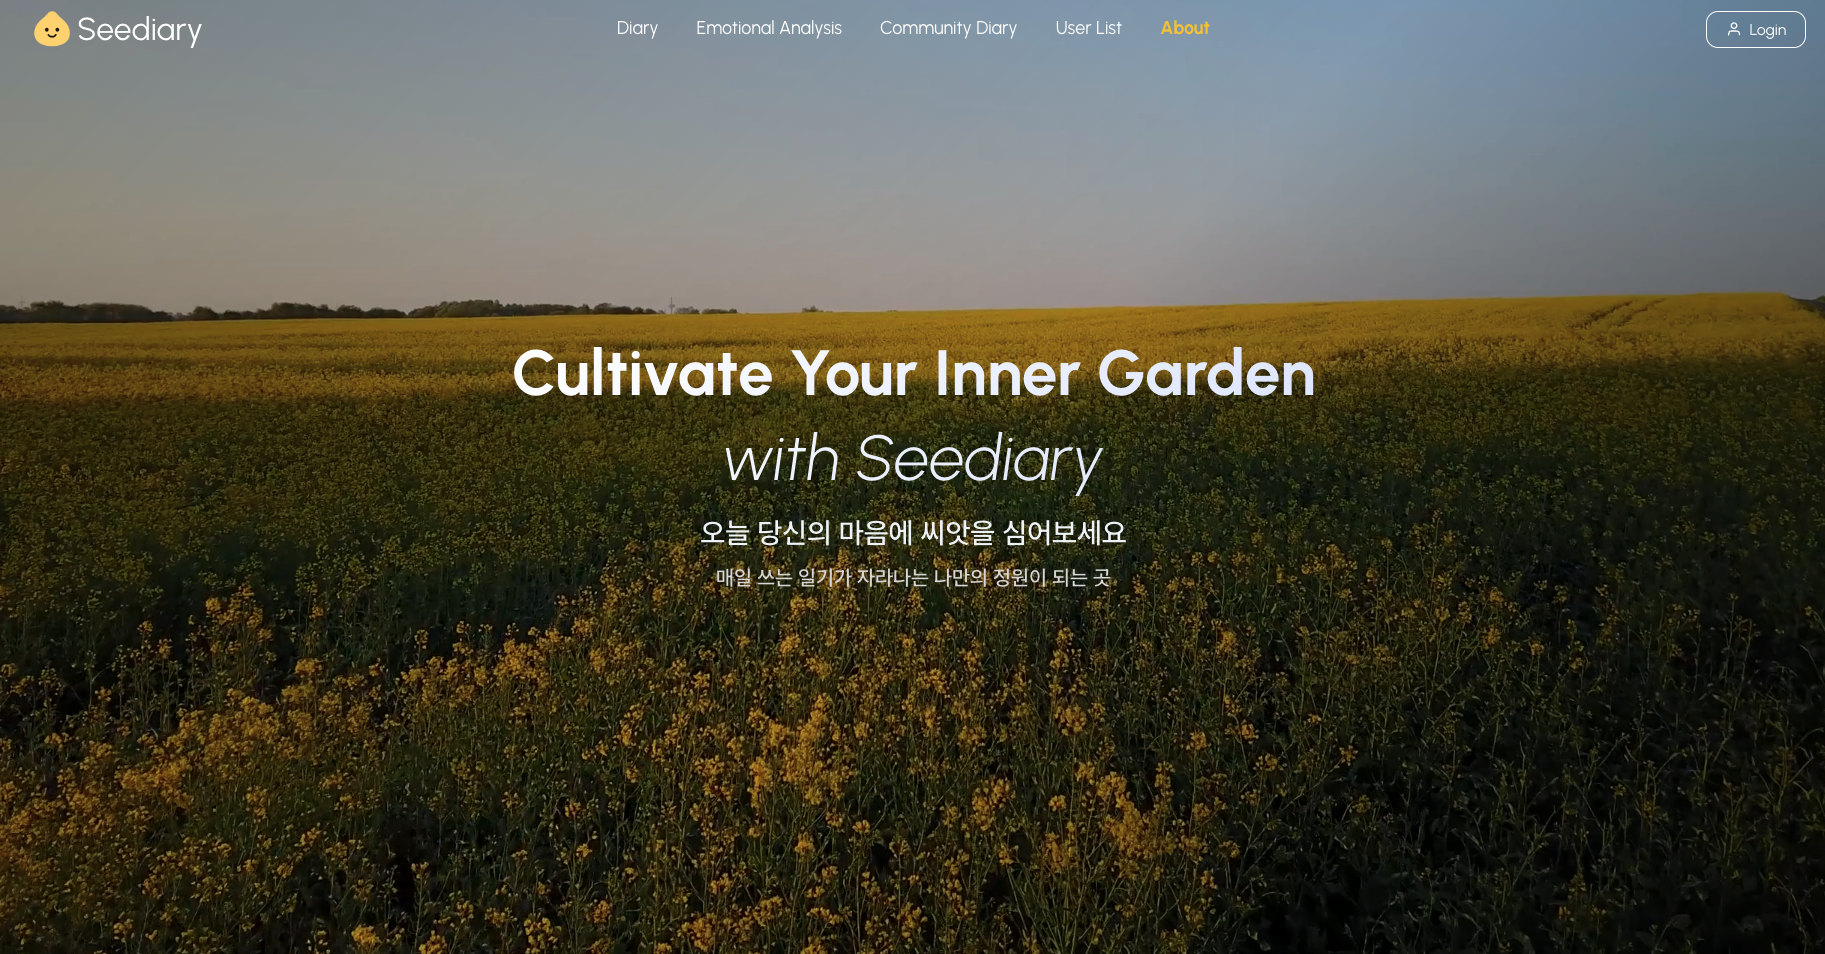 Seediary
Diary
Emotional Analysis
Community Diary
User List
About
Login
Cultivate Your Inner Garden
with Seediary
오늘 당신의 마음에 씨앗을 심어보세요
매일 쓰는 일기가 자라나는 나만의 정원이 되는 곳